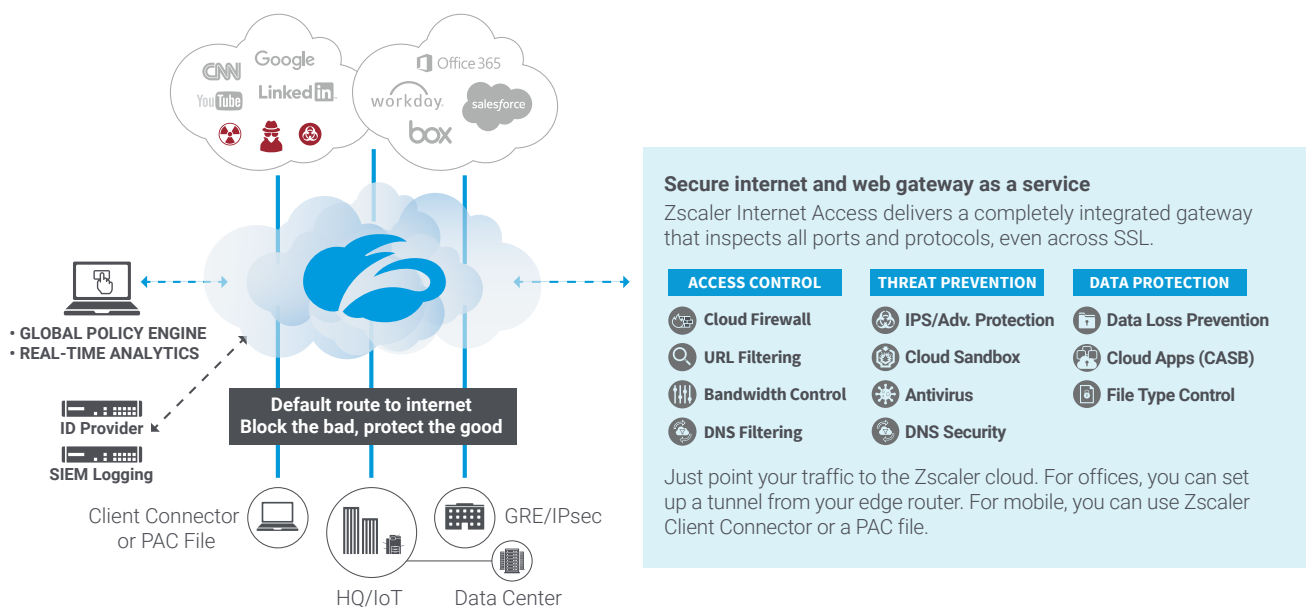 CNN
Google
YouTube
LinkedIn
Office 365
workday.
salesforce
box
• GLOBAL POLICY ENGINE
• REAL-TIME ANALYTICS
ID Provider
SIEM Logging
Default route to internet
Block the bad, protect the good
Client Connector
or PAC File
GRE/IPsec
HQ/IoT
Data Center
Secure internet and web gateway as a service
Zscaler Internet Access delivers a completely integrated gateway
that inspects all ports and protocols, even across SSL.
ACCESS CONTROL
Cloud Firewall
URL Filtering
Bandwidth Control
DNS Filtering
THREAT PREVENTION
IPS/Adv. Protection
Cloud Sandbox
Antivirus
DNS Security
DATA PROTECTION
Data Loss Prevention
Cloud Apps (CASB)
File Type Control
Just point your traffic to the Zscaler cloud. For offices, you can set
up a tunnel from your edge router. For mobile, you can use Zscaler
Client Connector or a PAC file.